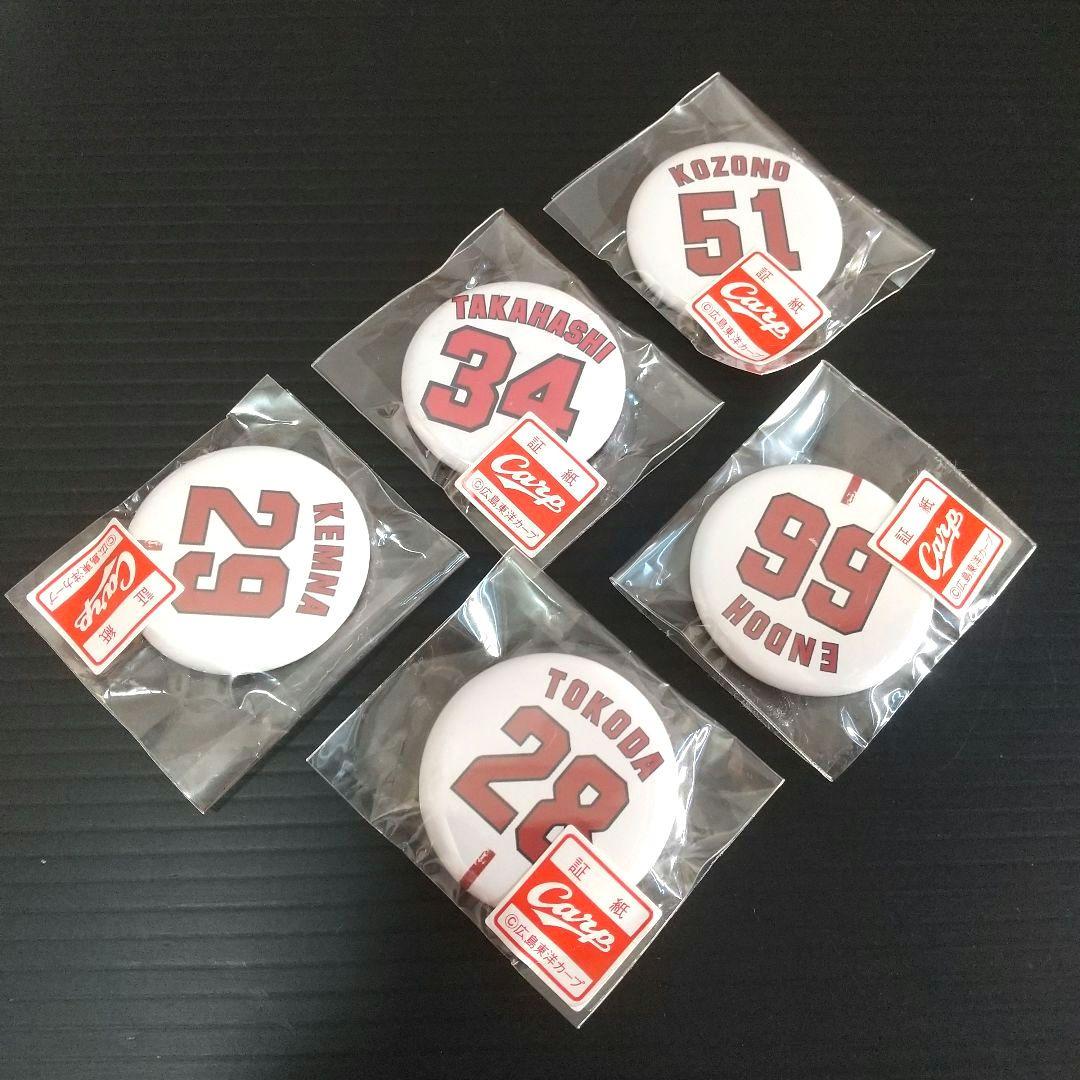 KOZONO
51
証 紙
Carp
©広島東洋カープ
TAKAHASHI
34
証 紙
Carp
©広島東洋カープ
KEMNA
29
証 紙
Carp
©広島東洋カープ
ENDOH
66
証 紙
Carp
©広島東洋カープ
TOKODA
28
証 紙
Carp
©広島東洋カープ